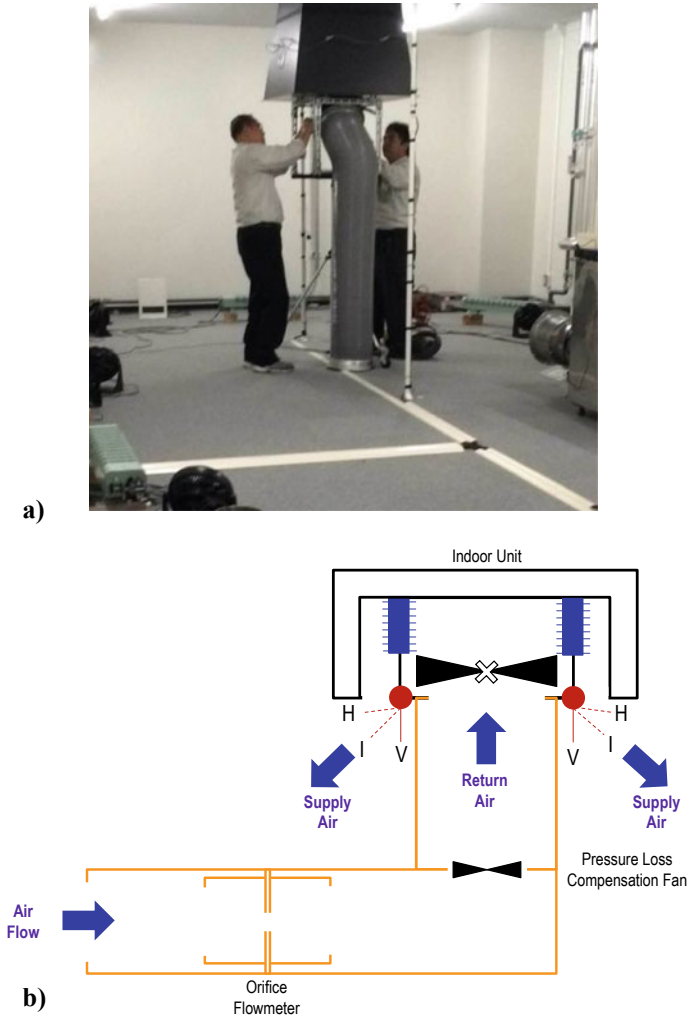 a)
Indoor Unit
H
I
V
V
I
H
Supply
Air
Return
Air
Supply
Air
Pressure Loss
Compensation Fan
Air
Flow
Orifice
Flowmeter
b)